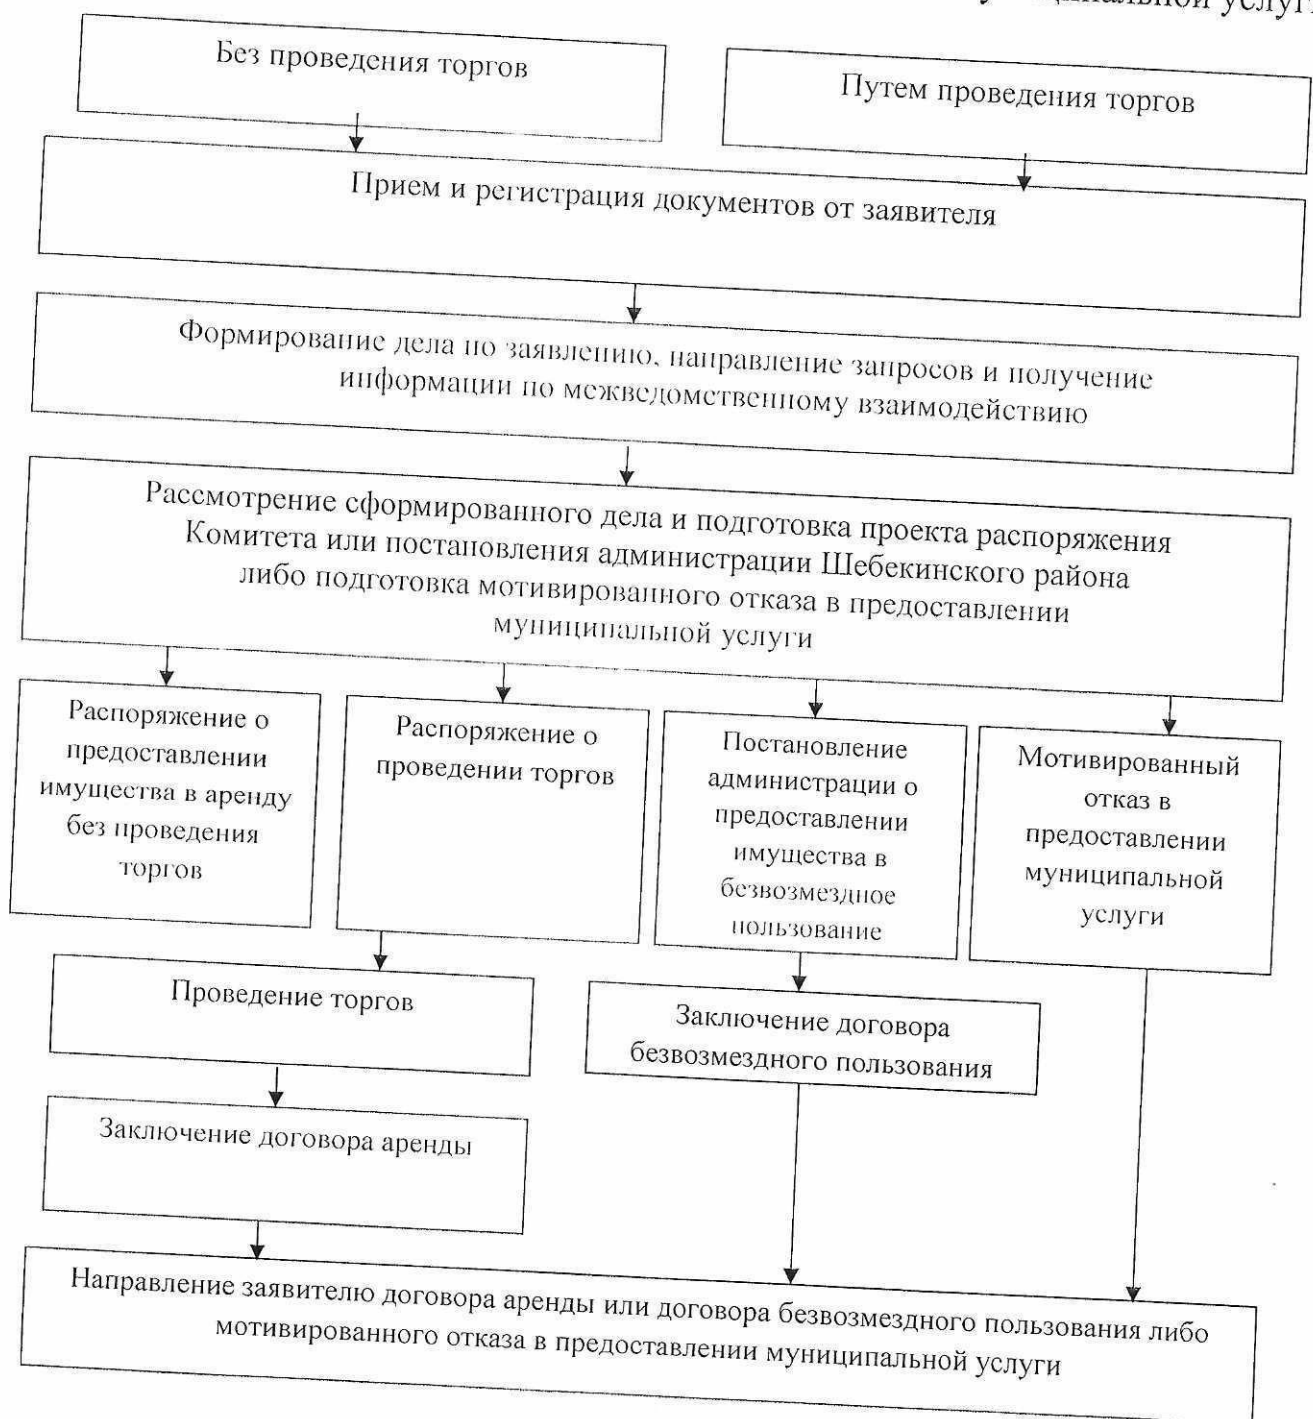 услуг
Без проведения торгов
Путем проведения торгов
Прием и регистрация документов от заявителя
Формирование дела по заявлению, направление запросов и получение
информации по межведомственному взаимодействию
Рассмотрение сформированного дела и подготовка проекта распоряжения
Комитета или постановления администрации Шебекинского района
либо подготовка мотивированного отказа в предоставлении
муниципальной услуги
Распоряжение о
предоставлении
имущества в аренду
без проведения
торгов
Распоряжение о
проведении торгов
Постановление
администрации о
предоставлении
имущества в
безвозмездное
пользование
Мотивированный
отказ в
предоставлении
муниципальной
услуги
Проведение торгов
Заключение договора
безвозмездного пользования
Заключение договора аренды
Направление заявителю договора аренды или договора безвозмездного пользования либо
мотивированного отказа в предоставлении муниципальной услуги